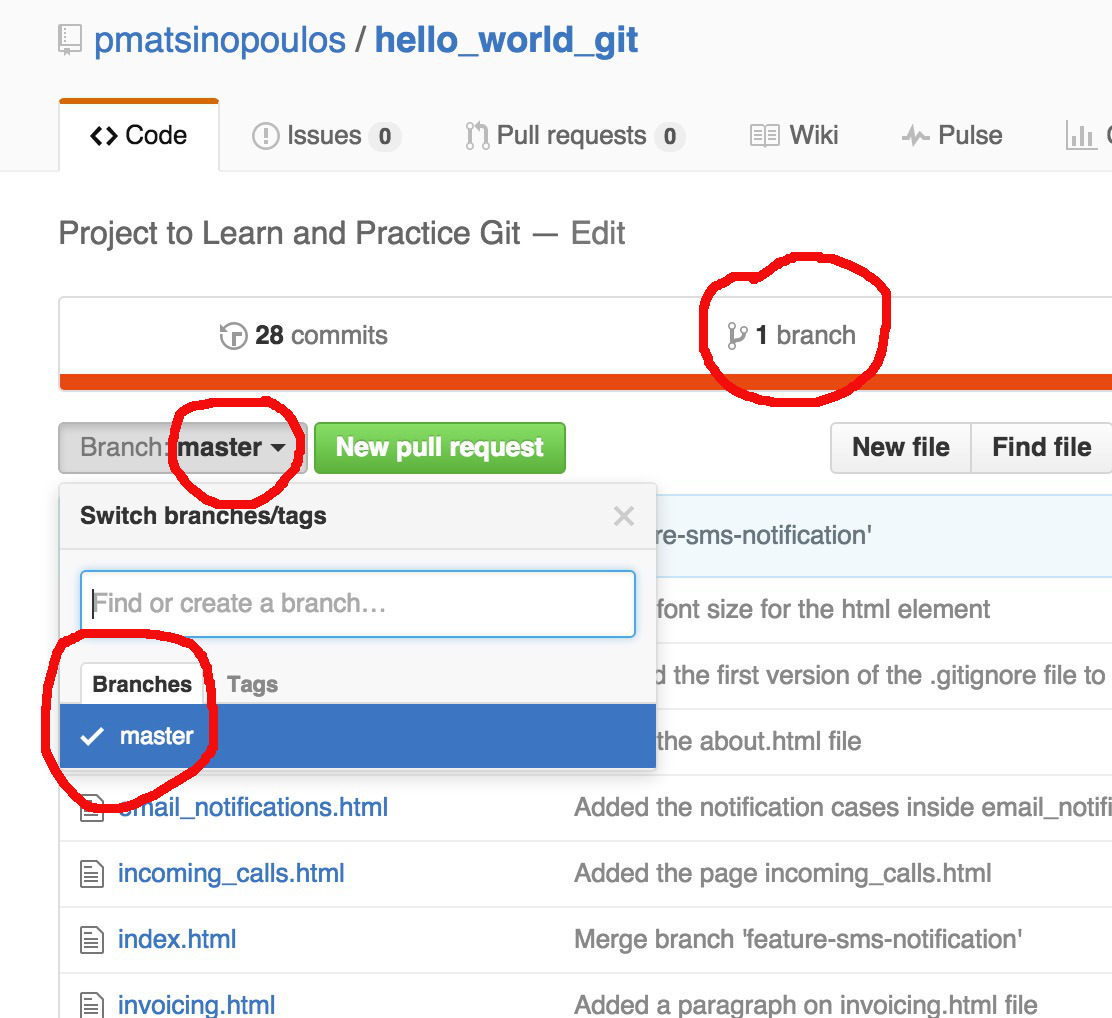 pmatsinopoulos / hello_world_git
Code Issues 0 Pull requests 0 Wiki Pulse
Project to Learn and Practice Git — Edit
28 commits 1 branch
Branch: master New pull request New file Find file
Switch branches/tags
re-sms-notification'
Find or create a branch…
font size for the html element
Branches Tags
the first version of the .gitignore file to
master
the about.html file
email_notifications.html Added the notification cases inside email_notifi
incoming_calls.html Added the page incoming_calls.html
index.html Merge branch 'feature-sms-notification'
invoicing.html Added a paragraph on invoicing.html file